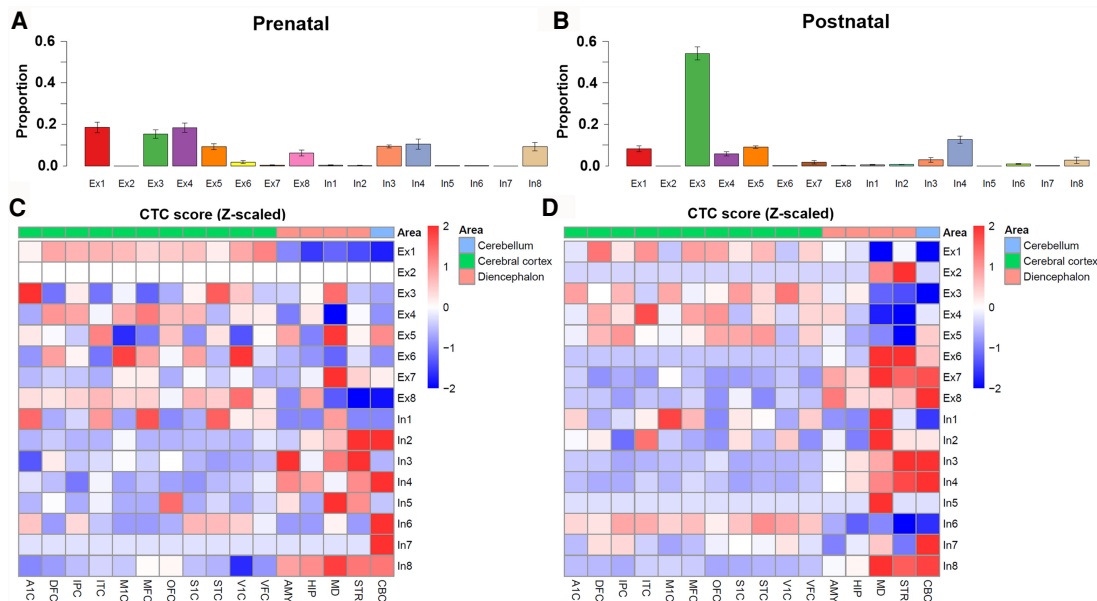 A
Prenatal
Proportion
0.6
0.4
0.2
0.0
Ex1 Ex2 Ex3 Ex4 Ex5 Ex6 Ex7 Ex8 In1 In2 In3 In4 In5 In6 In7 In8
B
Postnatal
Proportion
0.6
0.4
0.2
0.0
Ex1 Ex2 Ex3 Ex4 Ex5 Ex6 Ex7 Ex8 In1 In2 In3 In4 In5 In6 In7 In8
C
CTC score (Z-scaled)
Area
Ex1
Ex2
Ex3
Ex4
Ex5
Ex6
Ex7
Ex8
In1
In2
In3
In4
In5
In6
In7
In8
A1C DFC IPC ITC M1C MFC OFC S1C STC V1C VFC AMY HIP MD STR CBC
2
1
0
−1
−2
Area
Cerebellum
Cerebral cortex
Diencephalon
D
CTC score (Z-scaled)
Area
Ex1
Ex2
Ex3
Ex4
Ex5
Ex6
Ex7
Ex8
In1
In2
In3
In4
In5
In6
In7
In8
A1C DFC IPC ITC M1C MFC OFC S1C STC V1C VFC AMY HIP MD STR CBC
2
1
0
−1
−2
Area
Cerebellum
Cerebral cortex
Diencephalon